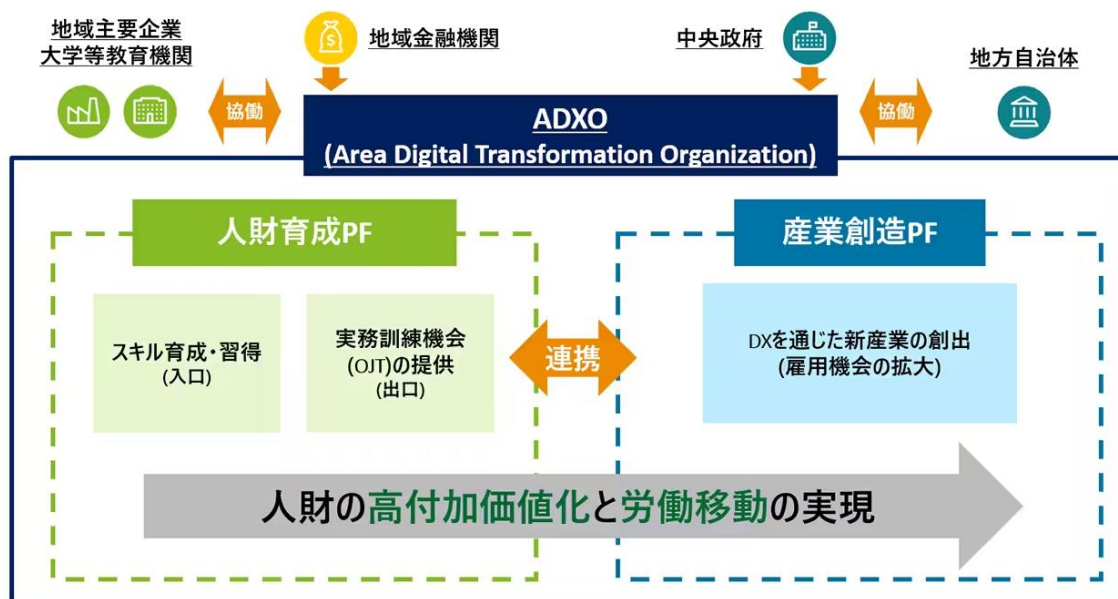 地域主要企業
大学等教育機関
地域金融機関
中央政府
地方自治体
協働
協働
ADXO
(Area Digital Transformation Organization)
人財育成PF
産業創造PF
スキル育成・習得
(入口)
実務訓練機会
(OJT)の提供
(出口)
連携
DXを通じた新産業の創出
(雇用機会の拡大)
人財の高付加価値化と労働移動の実現